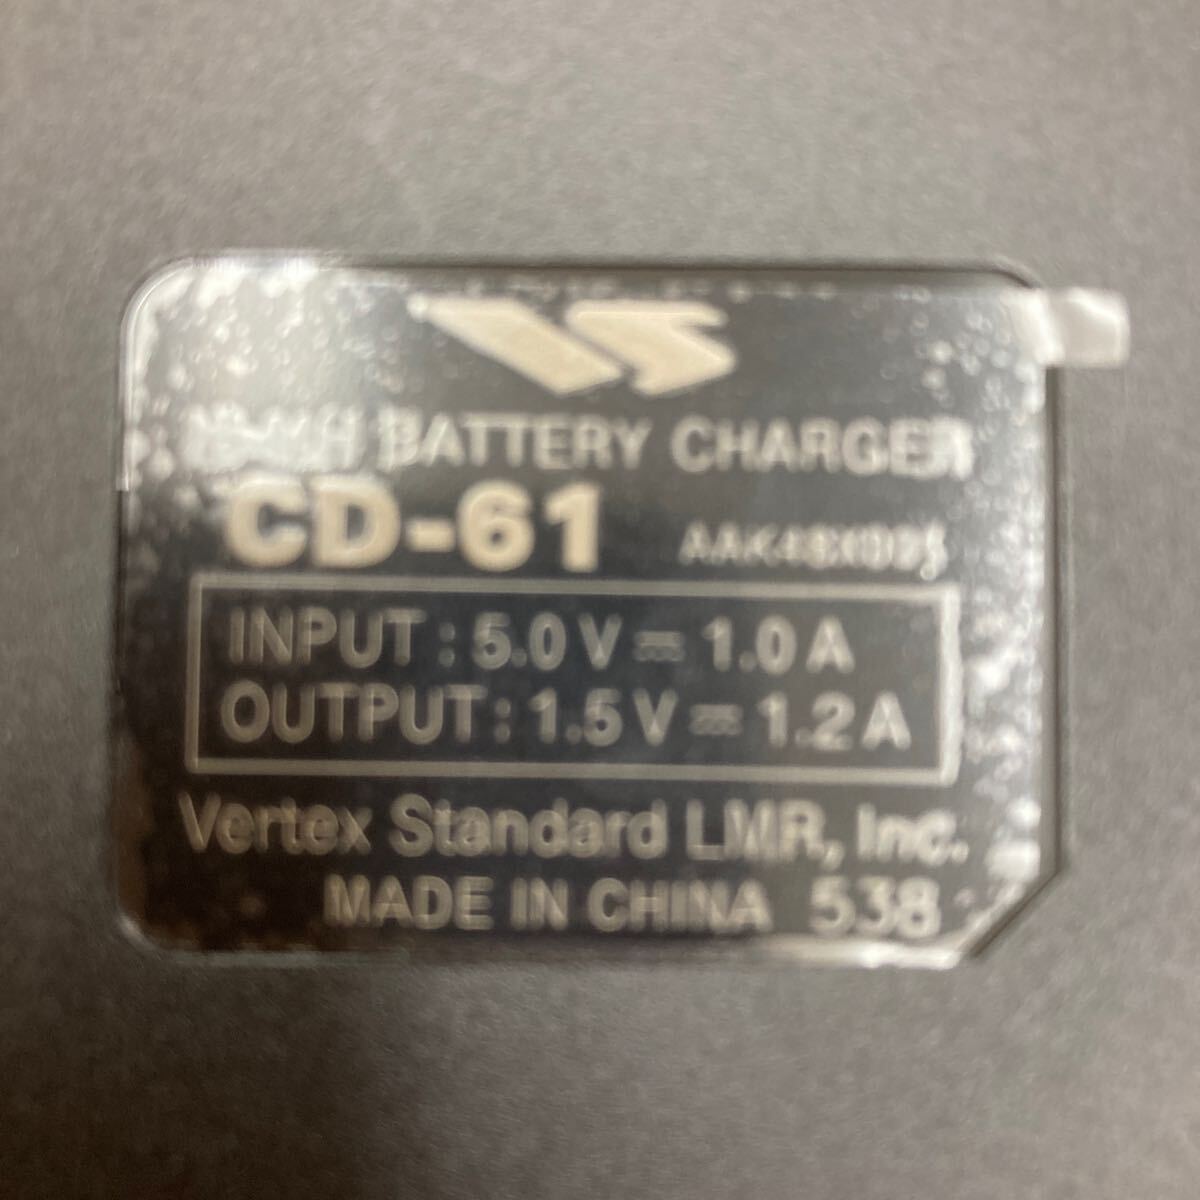 BATTERY CHARGER
CD-61
INPUT : 5.0 V ⎓ 1.0 A
OUTPUT : 1.5 V ⎓ 1.2 A
Vertex Standard LMR, Inc.
MADE IN CHINA 538